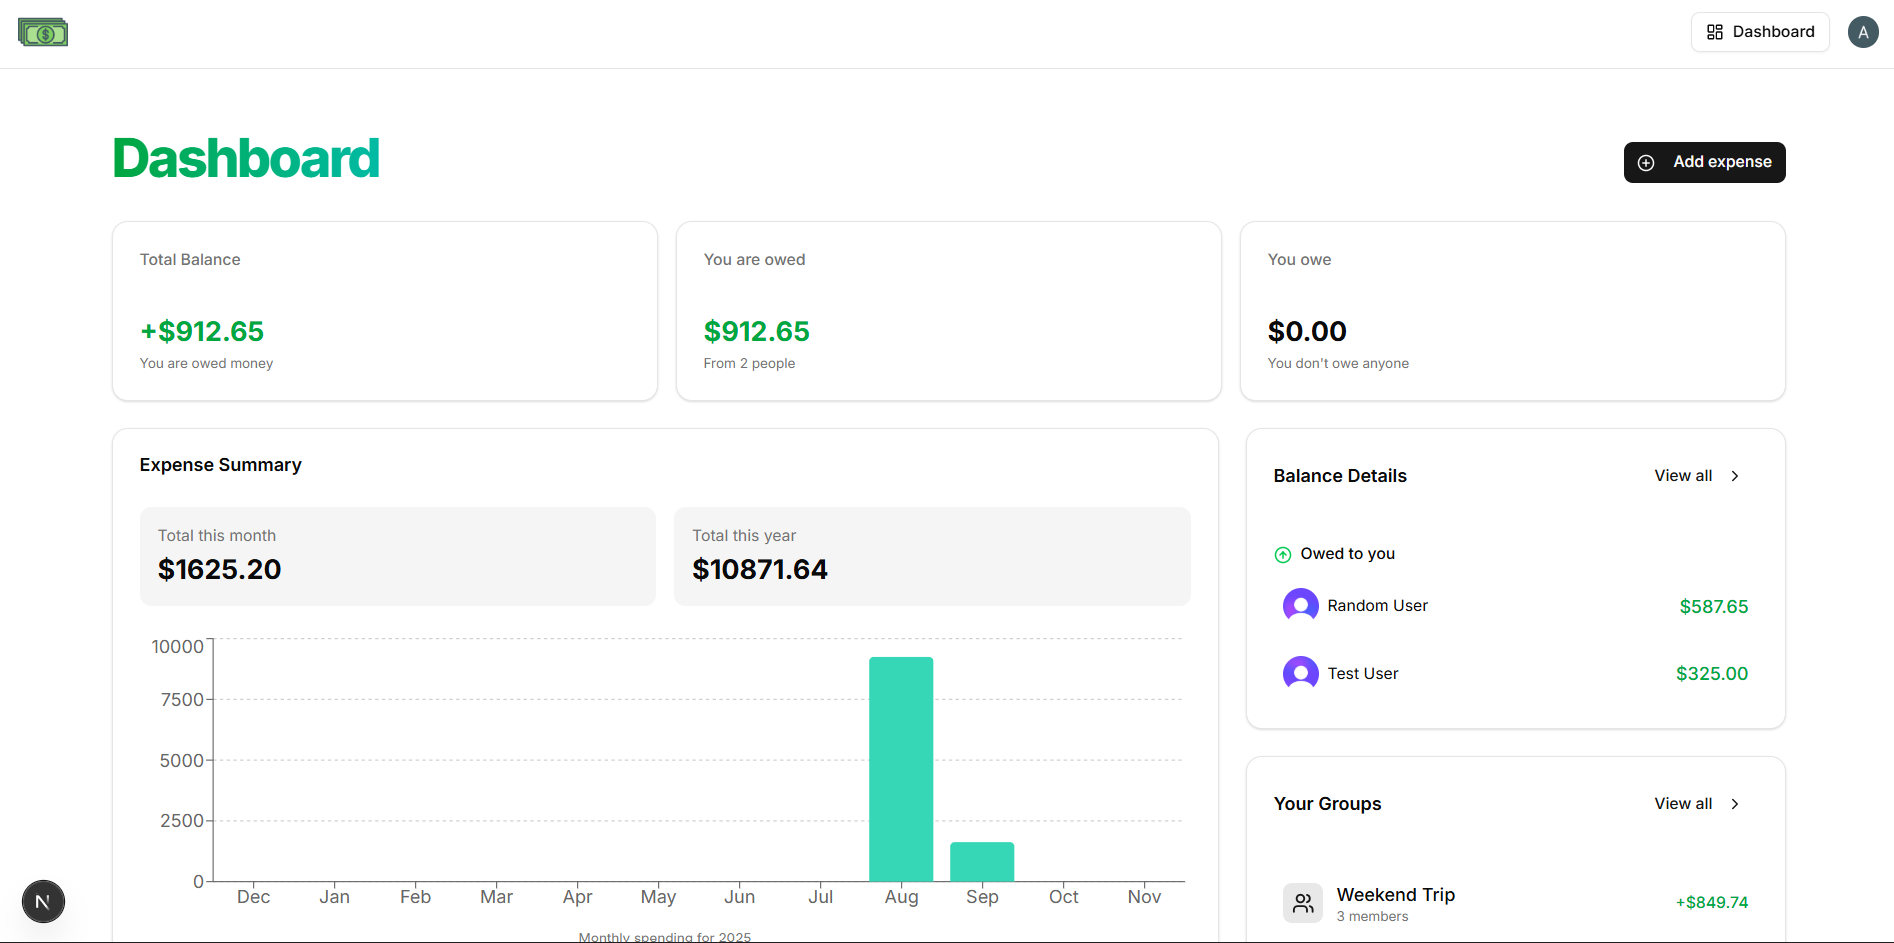 $
Dashboard
A
Dashboard
Add expense
Total Balance
+$912.65
You are owed money
You are owed
$912.65
From 2 people
You owe
$0.00
You don't owe anyone
Expense Summary
Total this month
$1625.20
Total this year
$10871.64
10000
7500
5000
2500
0
Dec Jan Feb Mar Apr May Jun Jul Aug Sep Oct Nov
Monthly spending for 2025
Balance Details
View all
Owed to you
Random User
$587.65
Test User
$325.00
Your Groups
View all
Weekend Trip
3 members
+$849.74
N